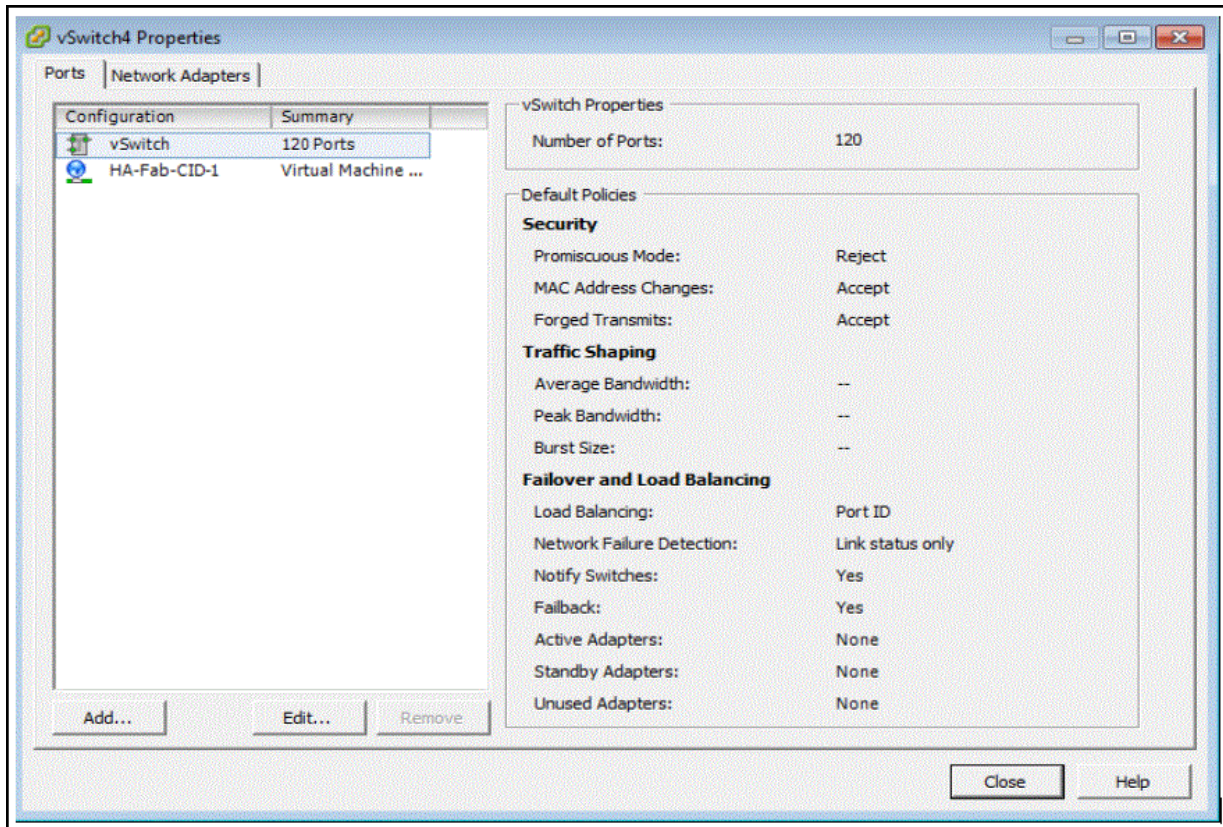 vSwitch4 Properties
Ports Network Adapters
Configuration Summary
vSwitch 120 Ports
HA-Fab-CID-1 Virtual Machine ...
vSwitch Properties
Number of Ports: 120
Default Policies
Security
Promiscuous Mode: Reject
MAC Address Changes: Accept
Forged Transmits: Accept
Traffic Shaping
Average Bandwidth: --
Peak Bandwidth: --
Burst Size: --
Failover and Load Balancing
Load Balancing: Port ID
Network Failure Detection: Link status only
Notify Switches: Yes
Failback: Yes
Active Adapters: None
Standby Adapters: None
Unused Adapters: None
Add... Edit... Remove
Close Help